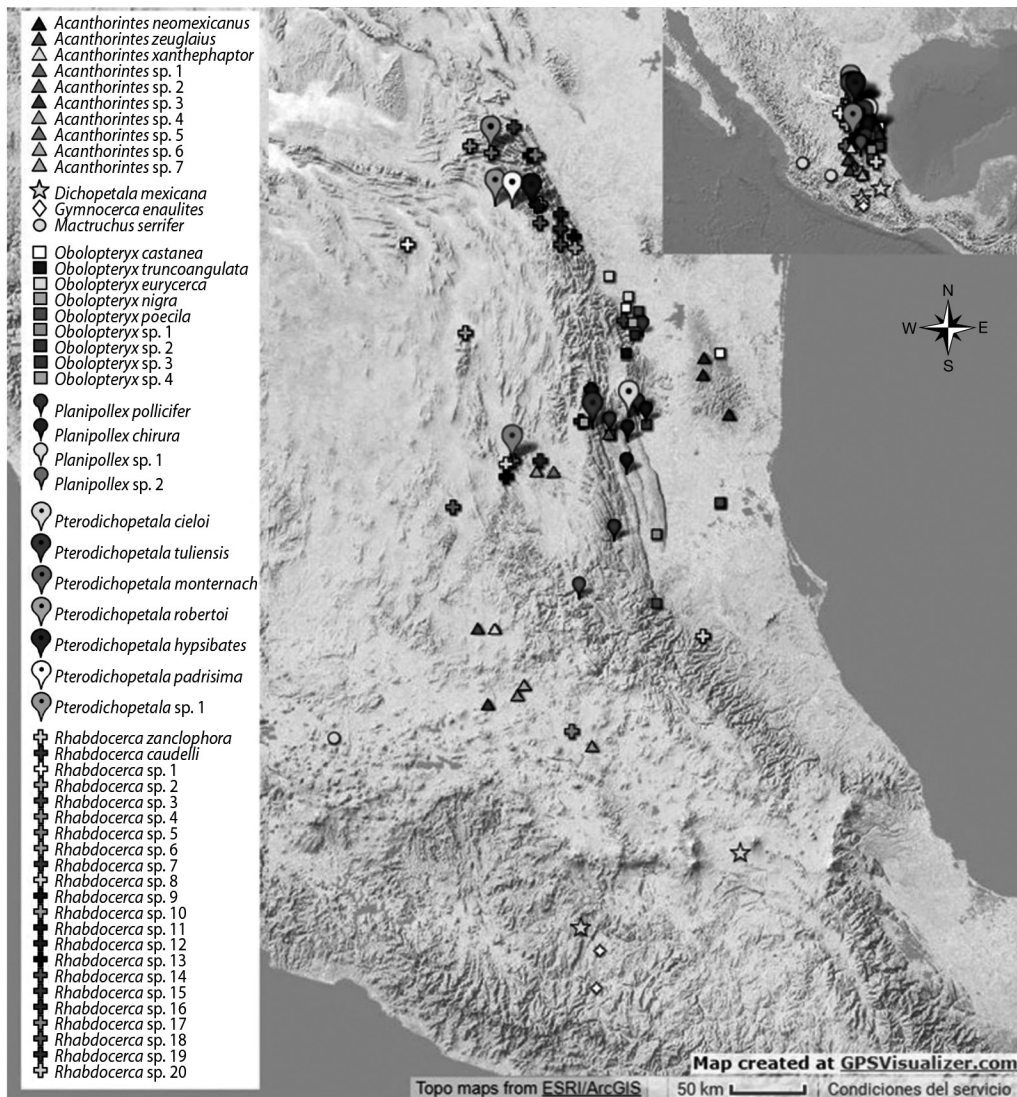 Acanthorintes neomexicanus
Acanthorintes zeuglaius
Acanthorintes xanthephaptor
Acanthorintes sp. 1
Acanthorintes sp. 2
Acanthorintes sp. 3
Acanthorintes sp. 4
Acanthorintes sp. 5
Acanthorintes sp. 6
Acanthorintes sp. 7
Dichopetala mexicana
Gymnocerca enaulites
Mactruchus serrifer
Obolopteryx castanea
Obolopteryx truncoangulata
Obolopteryx eurycerca
Obolopteryx nigra
Obolopteryx poecila
Obolopteryx sp. 1
Obolopteryx sp. 2
Obolopteryx sp. 3
Obolopteryx sp. 4
Planipollex pollicifer
Planipollex chirura
Planipollex sp. 1
Planipollex sp. 2
Pterodichopetala cieloi
Pterodichopetala tuliensis
Pterodichopetala monternach
Pterodichopetala robertoi
Pterodichopetala hypsibates
Pterodichopetala padrisima
Pterodichopetala sp. 1
Rhabdocerca zanclophora
Rhabdocerca caudelli
Rhabdocerca sp. 1
Rhabdocerca sp. 2
Rhabdocerca sp. 3
Rhabdocerca sp. 4
Rhabdocerca sp. 5
Rhabdocerca sp. 6
Rhabdocerca sp. 7
Rhabdocerca sp. 8
Rhabdocerca sp. 9
Rhabdocerca sp. 10
Rhabdocerca sp. 11
Rhabdocerca sp. 12
Rhabdocerca sp. 13
Rhabdocerca sp. 14
Rhabdocerca sp. 15
Rhabdocerca sp. 16
Rhabdocerca sp. 17
Rhabdocerca sp. 18
Rhabdocerca sp. 19
Rhabdocerca sp. 20
N
W E
S
Map created at GPSVisualizer.com
Topo maps from ESRI/ArcGIS 50 km Condiciones del servicio